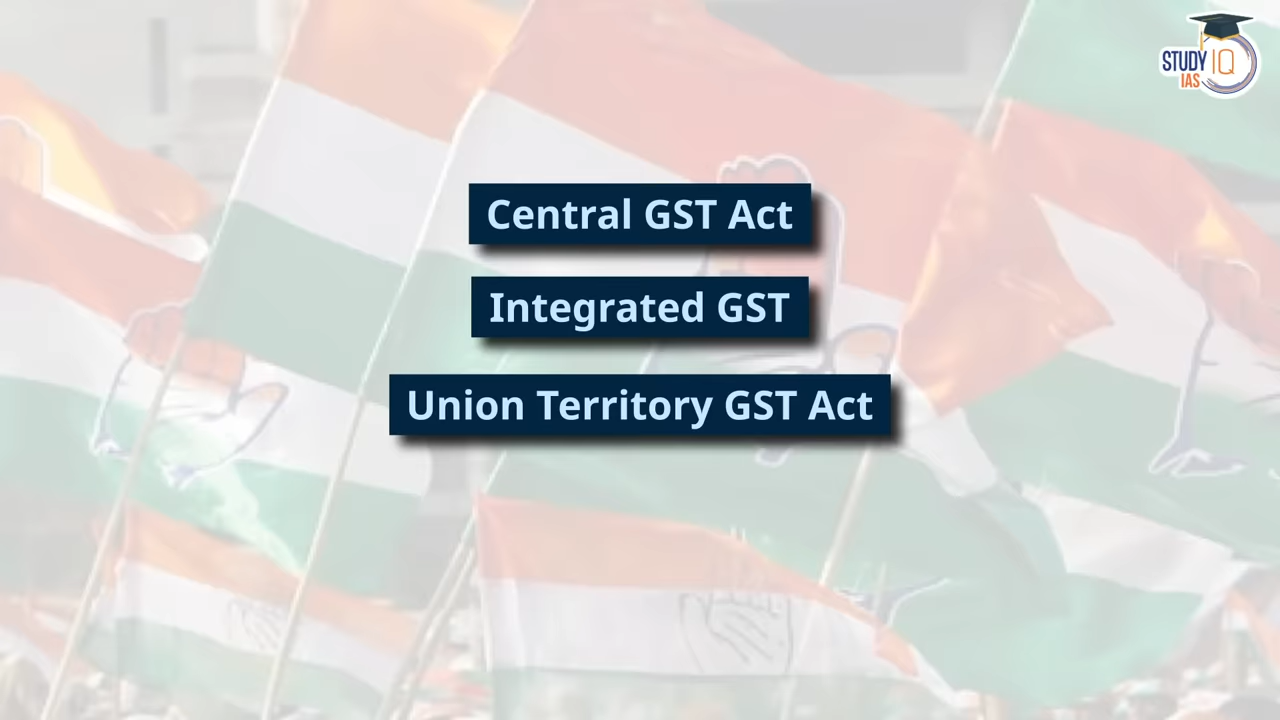 STUDY IQ
IAS
Central GST Act
Integrated GST
Union Territory GST Act